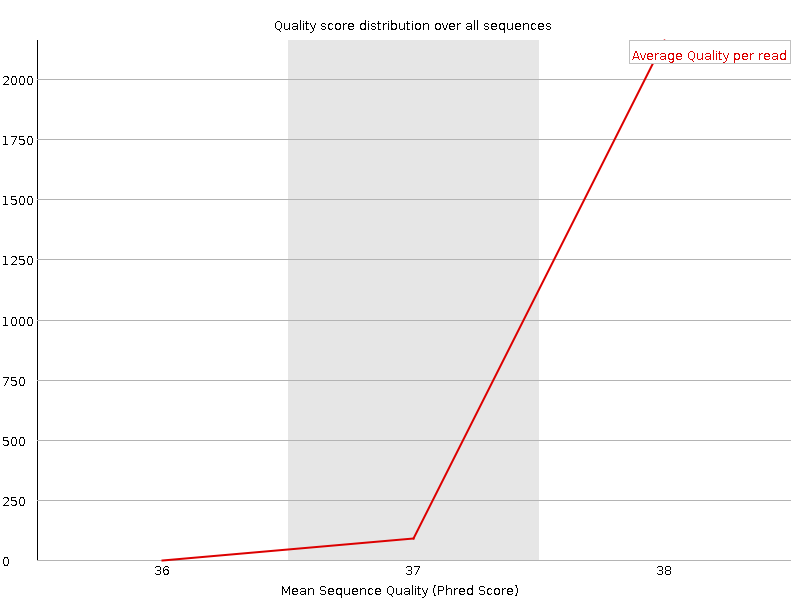 Quality score distribution over all sequences
Average Quality per read
2000
1750
1500
1250
1000
750
500
250
0
36 37 38
Mean Sequence Quality (Phred Score)